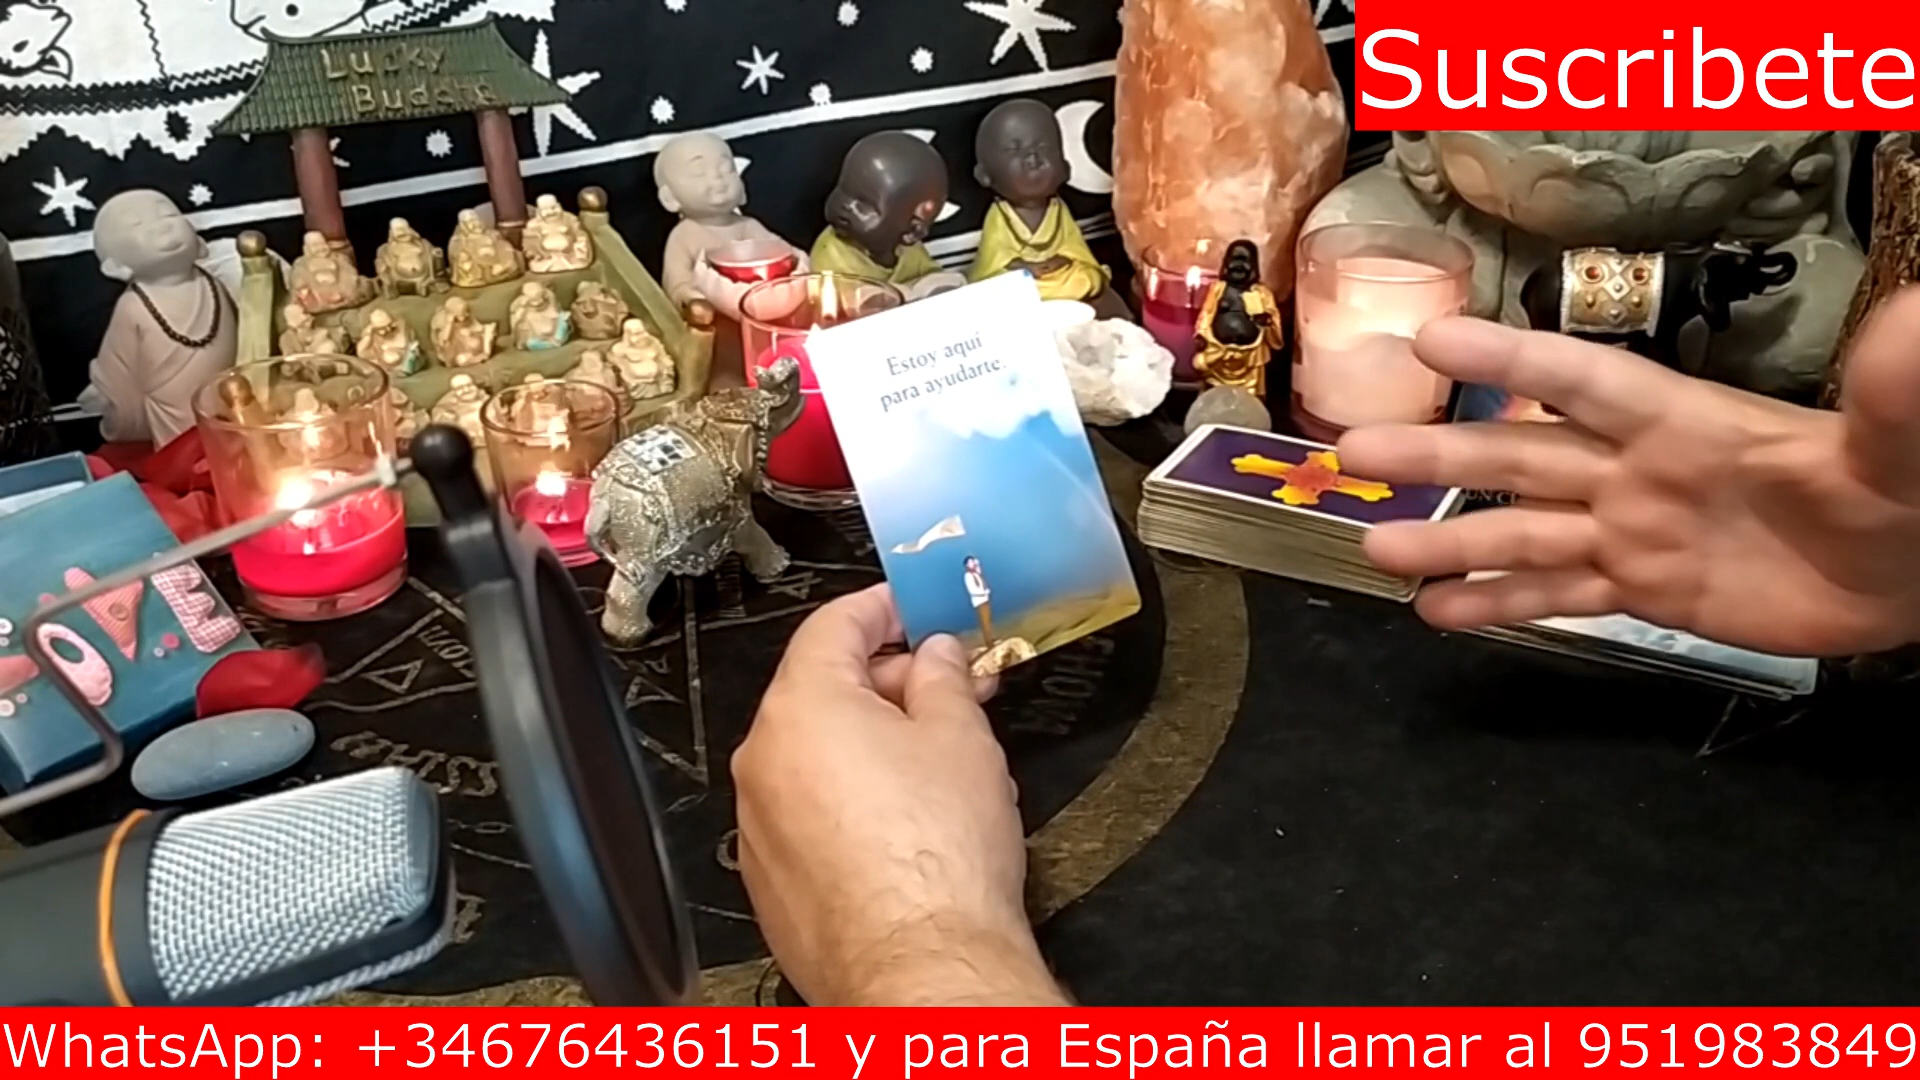 Suscribete
Lucky
Buddha
Estoy aquí
para ayudarte.
LOVE
WhatsApp: +34676436151 y para España llamar al 951983849